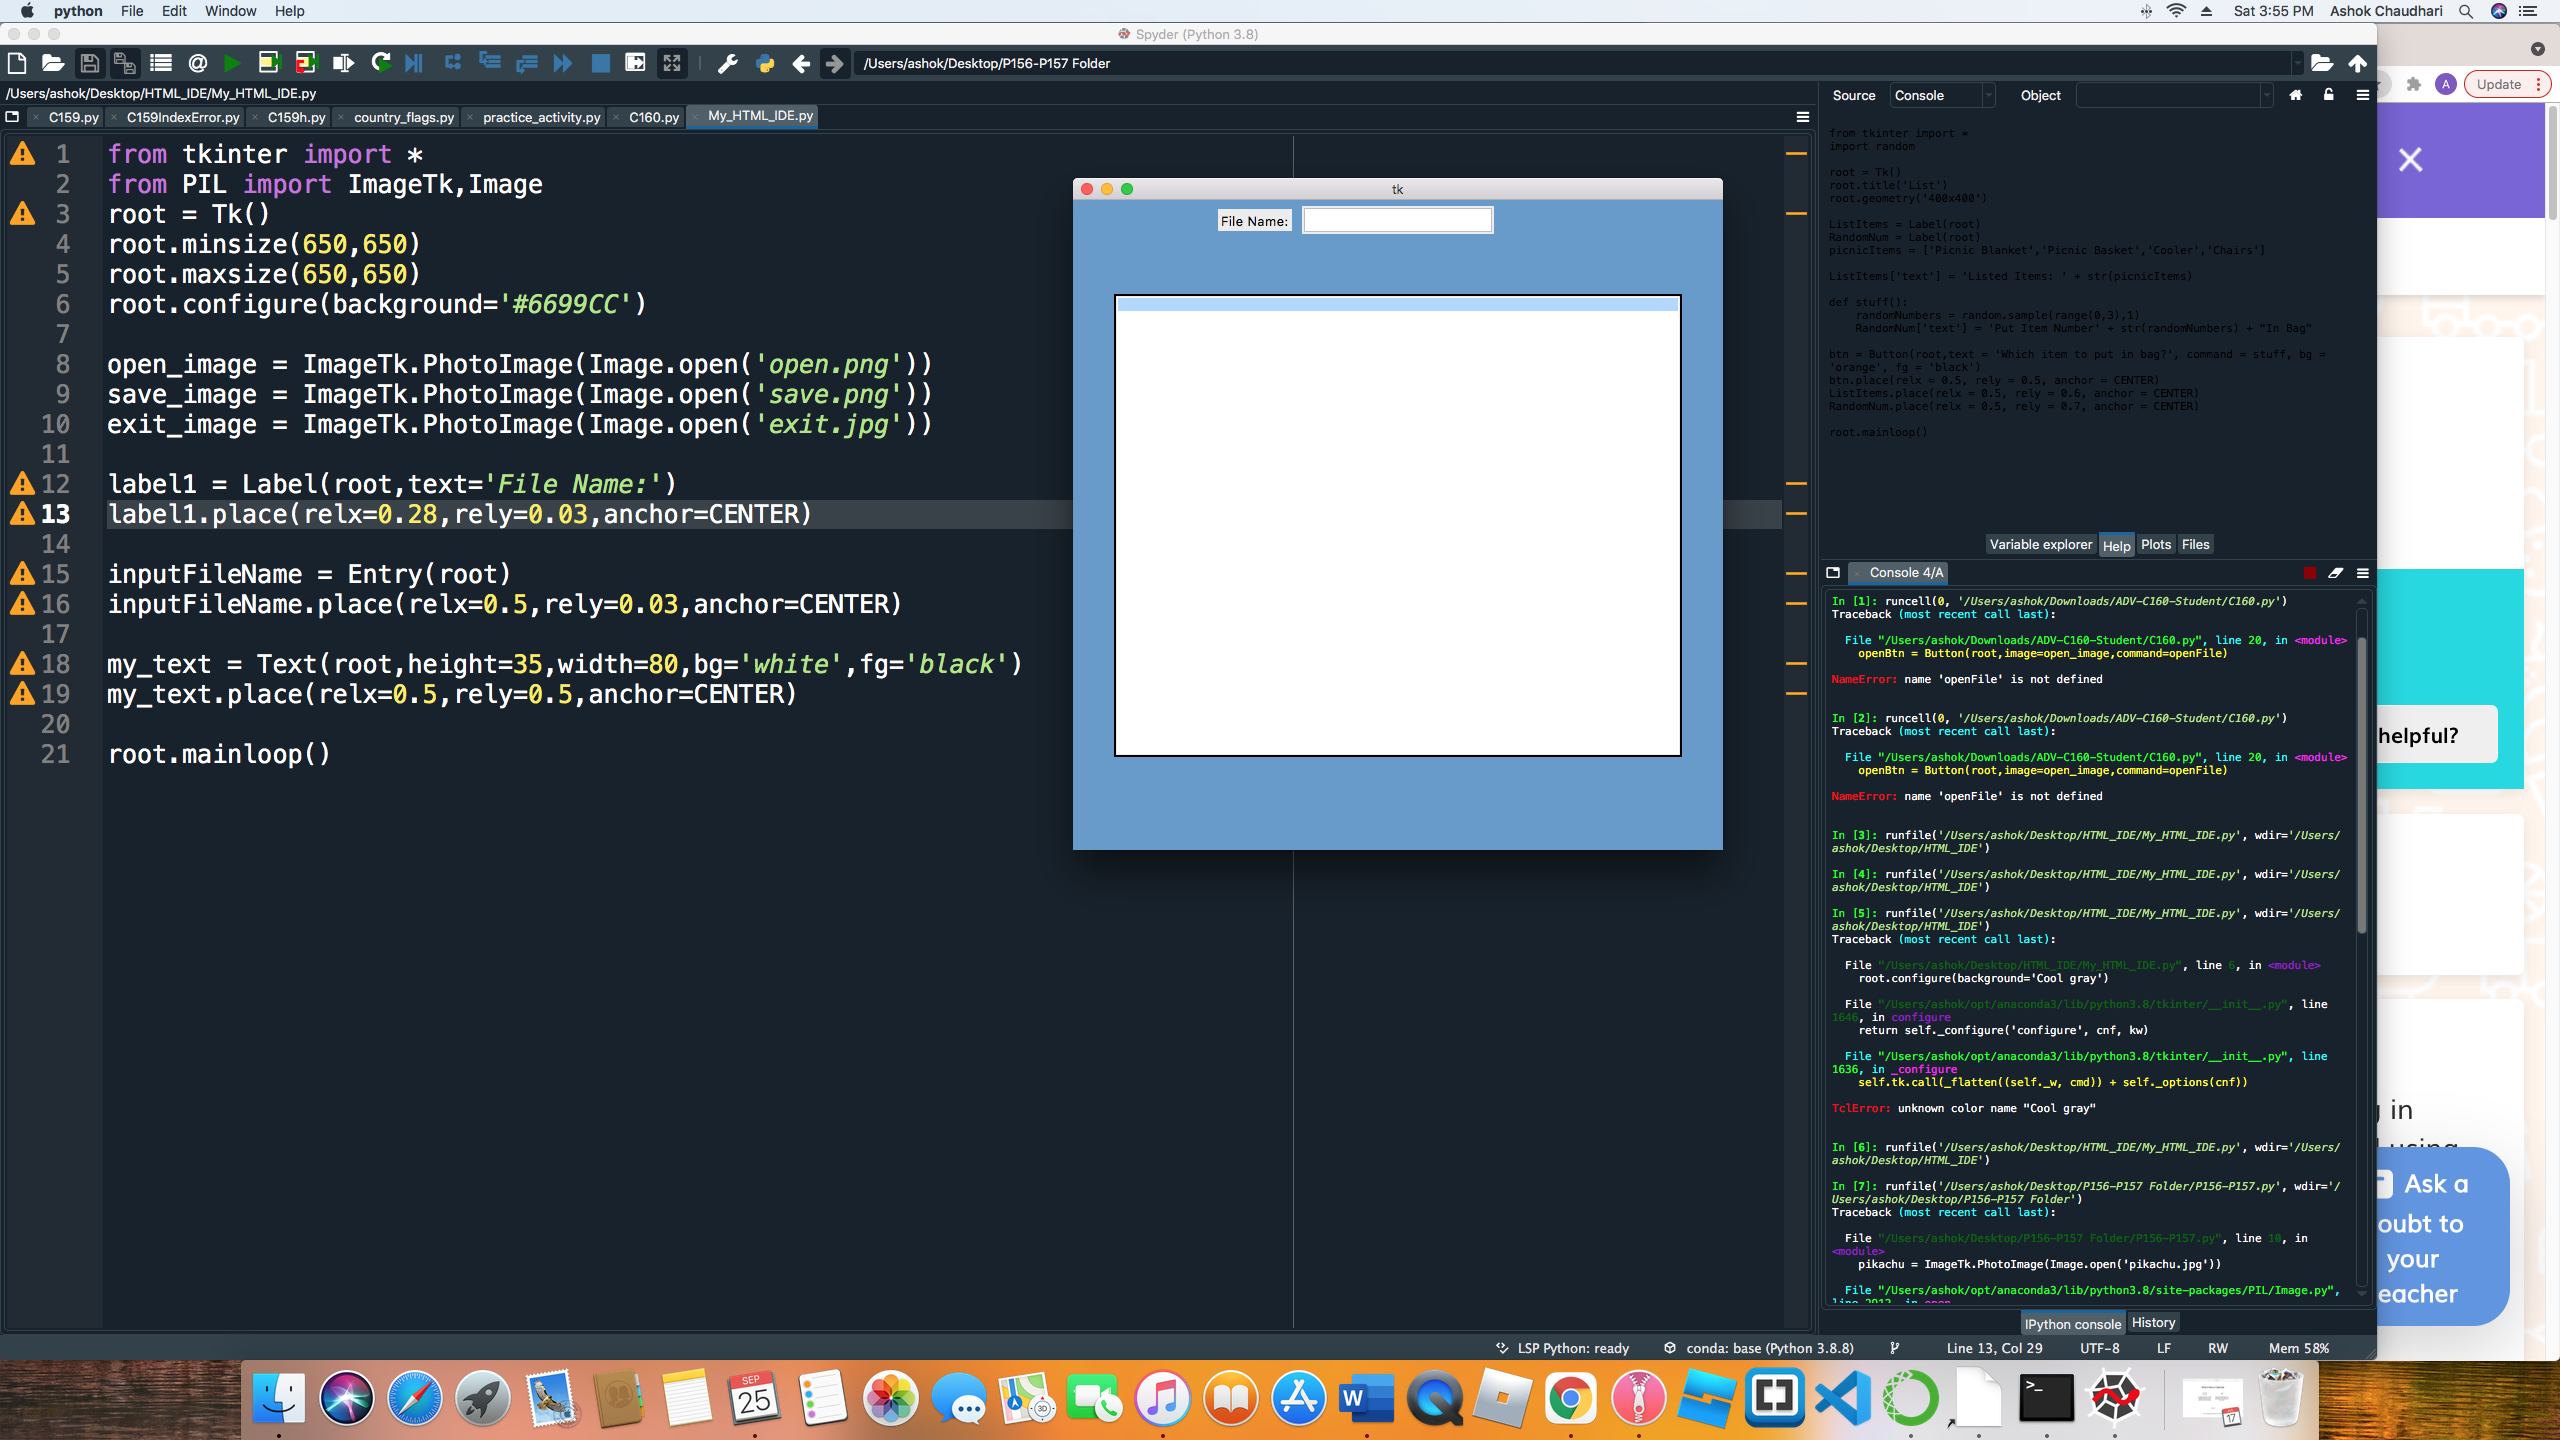 python File Edit Window Help
Sat 3:55 PM Ashok Chaudhari
Spyder (Python 3.8)
/Users/ashok/Desktop/P156-P157 Folder
/Users/ashok/Desktop/HTML_IDE/My_HTML_IDE.py
C159.py C159IndexError.py C159h.py country_flags.py practice_activity.py C160.py My_HTML_IDE.py
1 from tkinter import *
2 from PIL import ImageTk,Image
3 root = Tk()
4 root.minsize(650,650)
5 root.maxsize(650,650)
6 root.configure(background='#6699CC')
7
8 open_image = ImageTk.PhotoImage(Image.open('open.png'))
9 save_image = ImageTk.PhotoImage(Image.open('save.png'))
10 exit_image = ImageTk.PhotoImage(Image.open('exit.jpg'))
11
12 label1 = Label(root,text='File Name:')
13 label1.place(relx=0.28,rely=0.03,anchor=CENTER)
14
15 inputFileName = Entry(root)
16 inputFileName.place(relx=0.5,rely=0.03,anchor=CENTER)
17
18 my_text = Text(root,height=35,width=80,bg='white',fg='black')
19 my_text.place(relx=0.5,rely=0.5,anchor=CENTER)
20
21 root.mainloop()
tk
File Name:
Source Console Object
from tkinter import *
import random
root = Tk()
root.title('List')
root.geometry('400x400')
ListItems = Label(root)
RandomNum = Label(root)
picnicItems = ['Picnic Blanket','Picnic Basket','Cooler','Chairs']
ListItems['text'] = 'Listed Items: ' + str(picnicItems)
def stuff():
randomNumbers = random.sample(range(0,3),1)
RandomNum['text'] = 'Put Item Number' + str(randomNumbers) + "In Bag"
btn = Button(root,text = 'Which item to put in bag?', command = stuff, bg =
'orange', fg = 'black')
btn.place(relx = 0.5, rely = 0.5, anchor = CENTER)
ListItems.place(relx = 0.5, rely = 0.6, anchor = CENTER)
RandomNum.place(relx = 0.5, rely = 0.7, anchor = CENTER)
root.mainloop()
Variable explorer Help Plots Files
Console 4/A
In [1]: runcell(0, '/Users/ashok/Downloads/ADV-C160-Student/C160.py')
Traceback (most recent call last):
File "/Users/ashok/Downloads/ADV-C160-Student/C160.py", line 20, in <module>
openBtn = Button(root,image=open_image,command=openFile)
NameError: name 'openFile' is not defined
In [2]: runcell(0, '/Users/ashok/Downloads/ADV-C160-Student/C160.py')
Traceback (most recent call last):
File "/Users/ashok/Downloads/ADV-C160-Student/C160.py", line 20, in <module>
openBtn = Button(root,image=open_image,command=openFile)
NameError: name 'openFile' is not defined
In [3]: runfile('/Users/ashok/Desktop/HTML_IDE/My_HTML_IDE.py', wdir='/Users/
ashok/Desktop/HTML_IDE')
In [4]: runfile('/Users/ashok/Desktop/HTML_IDE/My_HTML_IDE.py', wdir='/Users/
ashok/Desktop/HTML_IDE')
In [5]: runfile('/Users/ashok/Desktop/HTML_IDE/My_HTML_IDE.py', wdir='/Users/
ashok/Desktop/HTML_IDE')
Traceback (most recent call last):
File "/Users/ashok/Desktop/HTML_IDE/My_HTML_IDE.py", line 6, in <module>
root.configure(background='Cool gray')
File "/Users/ashok/opt/anaconda3/lib/python3.8/tkinter/__init__.py", line
1646, in configure
return self._configure('configure', cnf, kw)
File "/Users/ashok/opt/anaconda3/lib/python3.8/tkinter/__init__.py", line
1636, in _configure
self.tk.call(_flatten((self._w, cmd)) + self._options(cnf))
TclError: unknown color name "Cool gray"
In [6]: runfile('/Users/ashok/Desktop/HTML_IDE/My_HTML_IDE.py', wdir='/Users/
ashok/Desktop/HTML_IDE')
In [7]: runfile('/Users/ashok/Desktop/P156-P157 Folder/P156-P157.py', wdir='/
Users/ashok/Desktop/P156-P157 Folder')
Traceback (most recent call last):
File "/Users/ashok/Desktop/P156-P157 Folder/P156-P157.py", line 10, in
<module>
pikachu = ImageTk.PhotoImage(Image.open('pikachu.jpg'))
File "/Users/ashok/opt/anaconda3/lib/python3.8/site-packages/PIL/Image.py",
IPython console History
LSP Python: ready conda: base (Python 3.8.8) Line 13, Col 29 UTF-8 LF RW Mem 58%
A Update
helpful?
in
using
Ask a
oubt to
your
eacher
SEP
25
3D
W
17